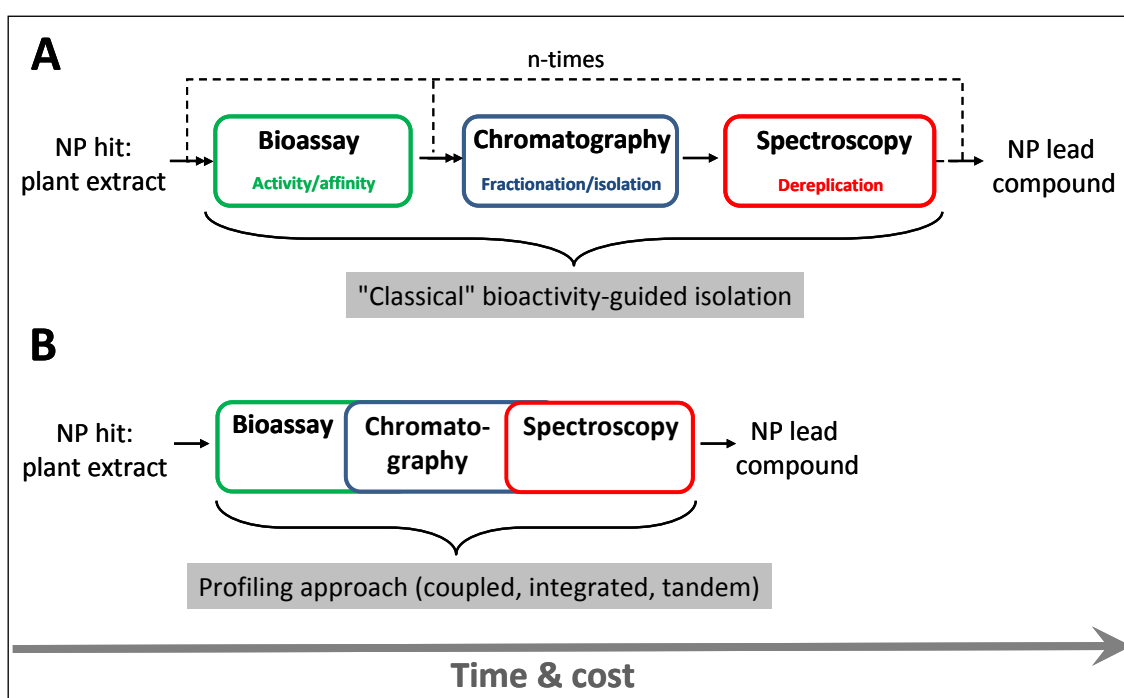 A
n-times
NP hit:
plant extract
Bioassay
Activity/affinity
Chromatography
Fractionation/isolation
Spectroscopy
Dereplication
NP lead
compound
"Classical" bioactivity-guided isolation
B
NP hit:
plant extract
Bioassay
Chromato-
graphy
Spectroscopy
NP lead
compound
Profiling approach (coupled, integrated, tandem)
Time & cost